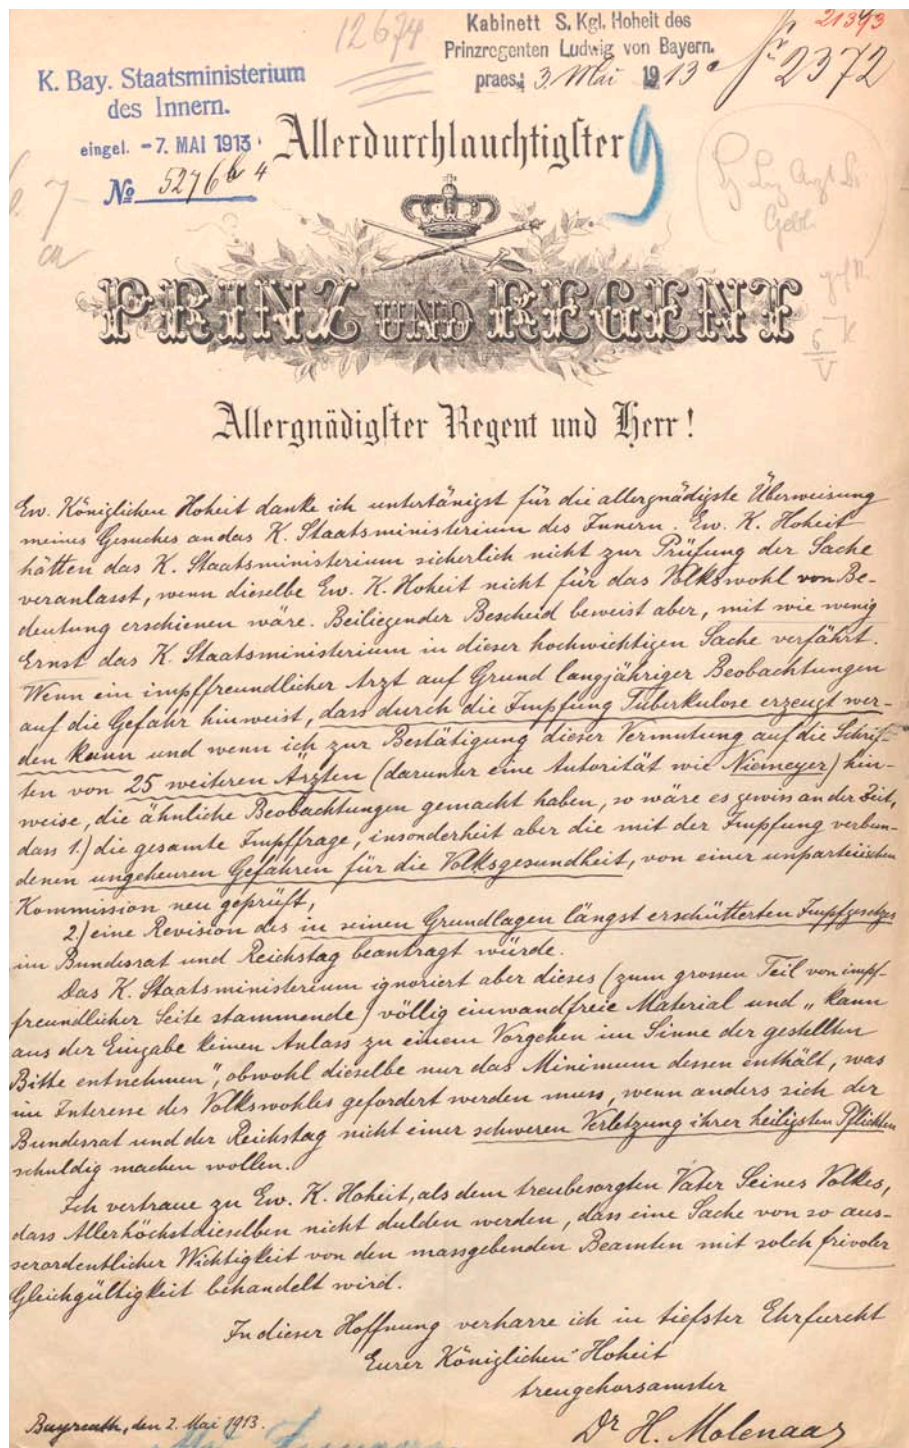 12674
Kabinett S. Kgl. Hoheit des
Prinzregenten Ludwig von Bayern.
praes.: 3. Mai 1913
21393
2372
K. Bay. Staatsministerium
des Innern.
eingel. - 7. MAI 1913
No 5276 b 4
Allerdurchlauchtigster
9
PRINZ UND REGENT
6
V
Allergnädigster Regent und Herr!
Ew. Königlichen Hoheit danke ich untertänigst für die allergnädigste Überweisung
meines Gesuches an das K. Staatsministerium des Innern. Ew. K. Hoheit
hätten das K. Staatsministerium sicherlich nicht zur Prüfung der Sache
veranlasst, wenn dieselbe Ew. K. Hoheit nicht für das Volkswohl von Be-
deutung erschienen wäre. Beiliegender Bescheid beweist aber, mit wie wenig
Ernst das K. Staatsministerium in dieser hochwichtigen Sache verfährt.
Wenn ein impffreundlicher Arzt auf Grund langjähriger Beobachtungen
auf die Gefahr hinweist, dass durch die Impfung Tuberkulose erzeugt wer-
den kann und wenn ich zur Bestätigung dieser Vermutung auf die Schrif-
ten von 25 weiteren Ärzten (darunter eine Autorität wie Niemeyer) hin-
weise, die ähnliche Beobachtungen gemacht haben, so wäre es gewiss an der Zeit,
dass 1.) die gesamte Impffrage, insonderheit aber die mit der Impfung verbun-
denen ungeheuren Gefahren für die Volksgesundheit, von einer unparteiischen
Kommission neu geprüft,
2.) eine Revision des in seinen Grundlagen längst erschütterten Impfgesetzes
im Bundesrat und Reichstag beantragt würde.
Das K. Staatsministerium ignoriert aber dieses (zum grossen Teil von impf-
freundlicher Seite stammende) völlig einwandfreie Material und „kann
aus der Eingabe keinen Anlass zu einem Vorgehen im Sinne der gestellten
Bitte entnehmen", obwohl dieselbe nur das Minimum dessen enthält, was
im Interesse des Volkswohles gefordert werden muss, wenn anders sich der
Bundesrat und der Reichstag nicht einer schweren Verletzung ihrer heiligsten Pflichten
schuldig machen wollen.
Ich vertraue zu Ew. K. Hoheit, als dem treubesorgten Vater Seines Volkes,
dass Allerhöchstdieselben nicht dulden werden, dass eine Sache von so aus-
serordentlicher Wichtigkeit von den massgebenden Beamten mit solch frivoler
Gleichgültigkeit behandelt wird.
In dieser Hoffnung verharre ich in tiefster Ehrfurcht
Eurer Königlichen Hoheit
treugehorsamster
Bayreuth, den 2. Mai 1913.
Dr H. Molenaar